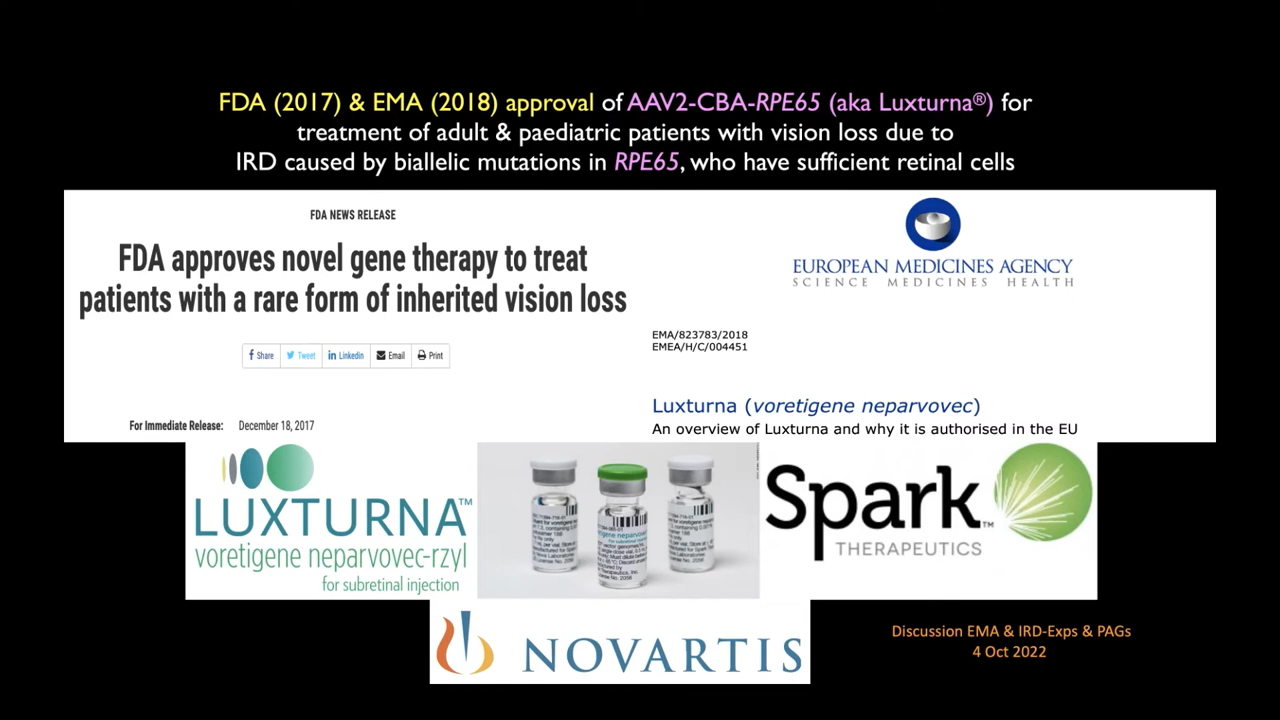 FDA (2017) & EMA (2018) approval of AAV2-CBA-RPE65 (aka Luxturna®) for
treatment of adult & paediatric patients with vision loss due to
IRD caused by biallelic mutations in RPE65, who have sufficient retinal cells
FDA NEWS RELEASE
FDA approves novel gene therapy to treat
patients with a rare form of inherited vision loss
Share Tweet Linkedin Email Print
For Immediate Release: December 18, 2017
EUROPEAN MEDICINES AGENCY
SCIENCE MEDICINES HEALTH
EMA/823783/2018
EMEA/H/C/004451
Luxturna (voretigene neparvovec)
An overview of Luxturna and why it is authorised in the EU
LUXTURNA™
voretigene neparvovec-rzyl
for subretinal injection
Spark™
THERAPEUTICS
NOVARTIS
Discussion EMA & IRD-Exps & PAGs
4 Oct 2022